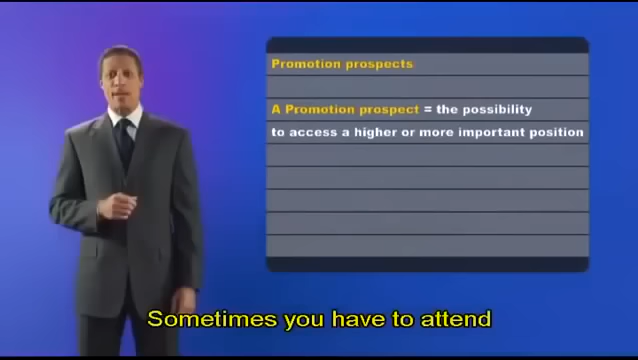 Promotion prospects
A Promotion prospect = the possibility
to access a higher or more important position
Sometimes you have to attend